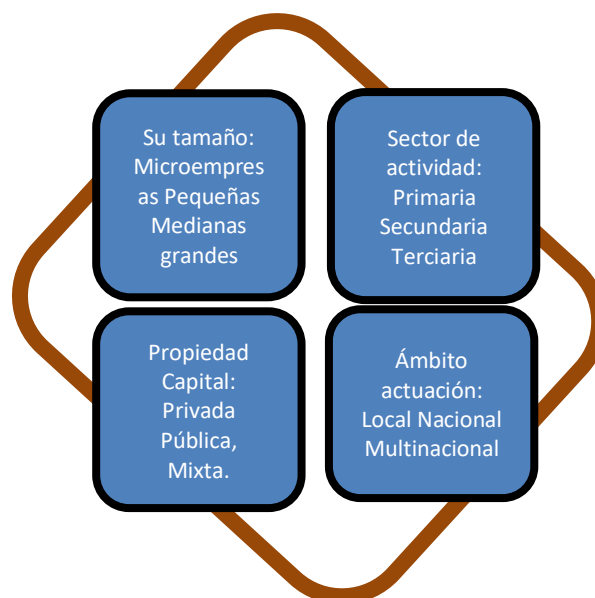 Su tamaño:
Microempres
as Pequeñas
Medianas
grandes
Sector de
actividad:
Primaria
Secundaria
Terciaria
Propiedad
Capital:
Privada
Pública,
Mixta.
Ámbito
actuación:
Local Nacional
Multinacional